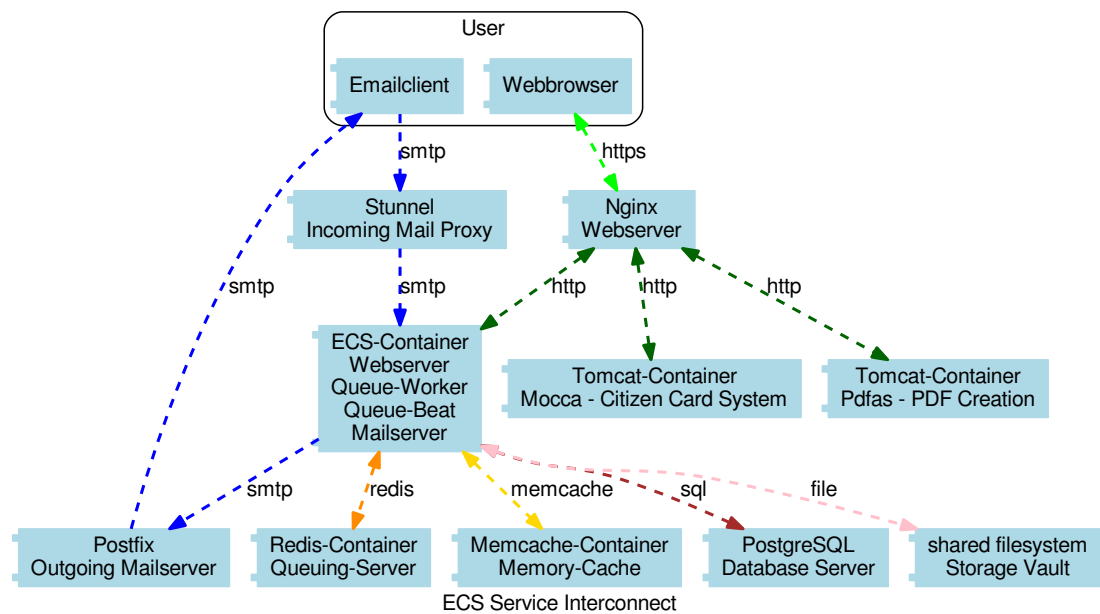 User
Emailclient
Webbrowser
smtp
https
Stunnel
Incoming Mail Proxy
Nginx
Webserver
smtp
smtp
http
http
http
ECS-Container
Webserver
Queue-Worker
Queue-Beat
Mailserver
Tomcat-Container
Mocca - Citizen Card System
Tomcat-Container
Pdfas - PDF Creation
smtp
redis
memcache
sql
file
Postfix
Outgoing Mailserver
Redis-Container
Queuing-Server
Memcache-Container
Memory-Cache
PostgreSQL
Database Server
shared filesystem
Storage Vault
ECS Service Interconnect